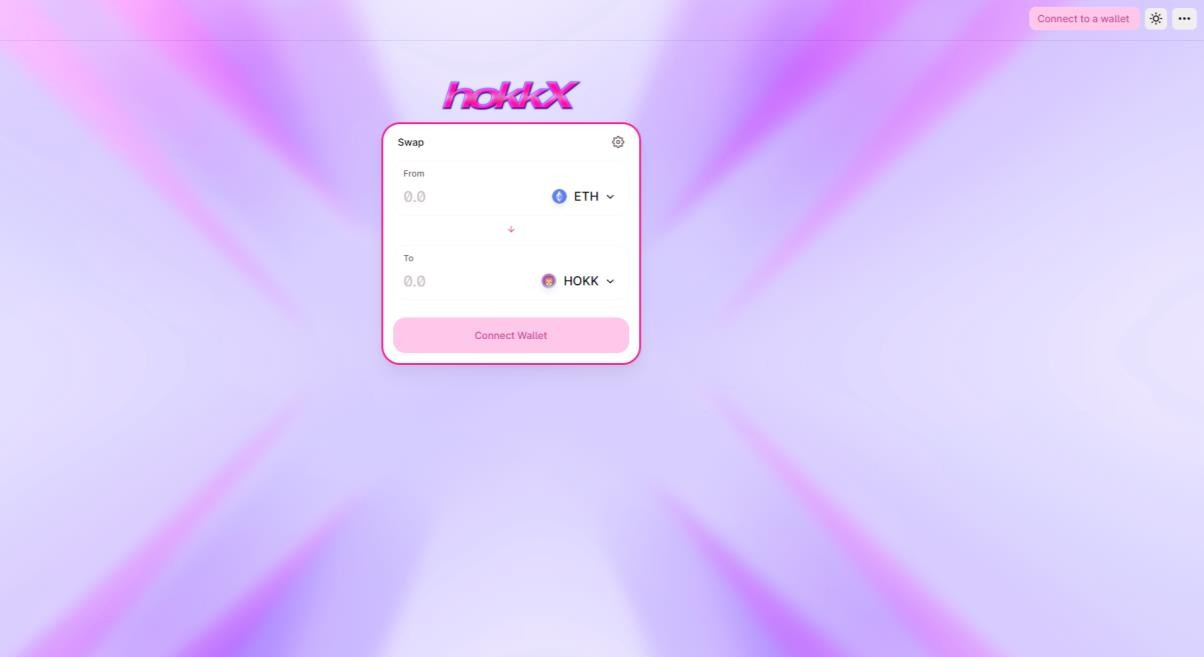 Connect to a wallet
hokkX
Swap
From
0.0 ETH
To
0.0 HOKK
Connect Wallet